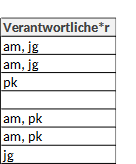 Verantwortliche*r
am, jg
am, jg
pk
am, pk
am, pk
jg